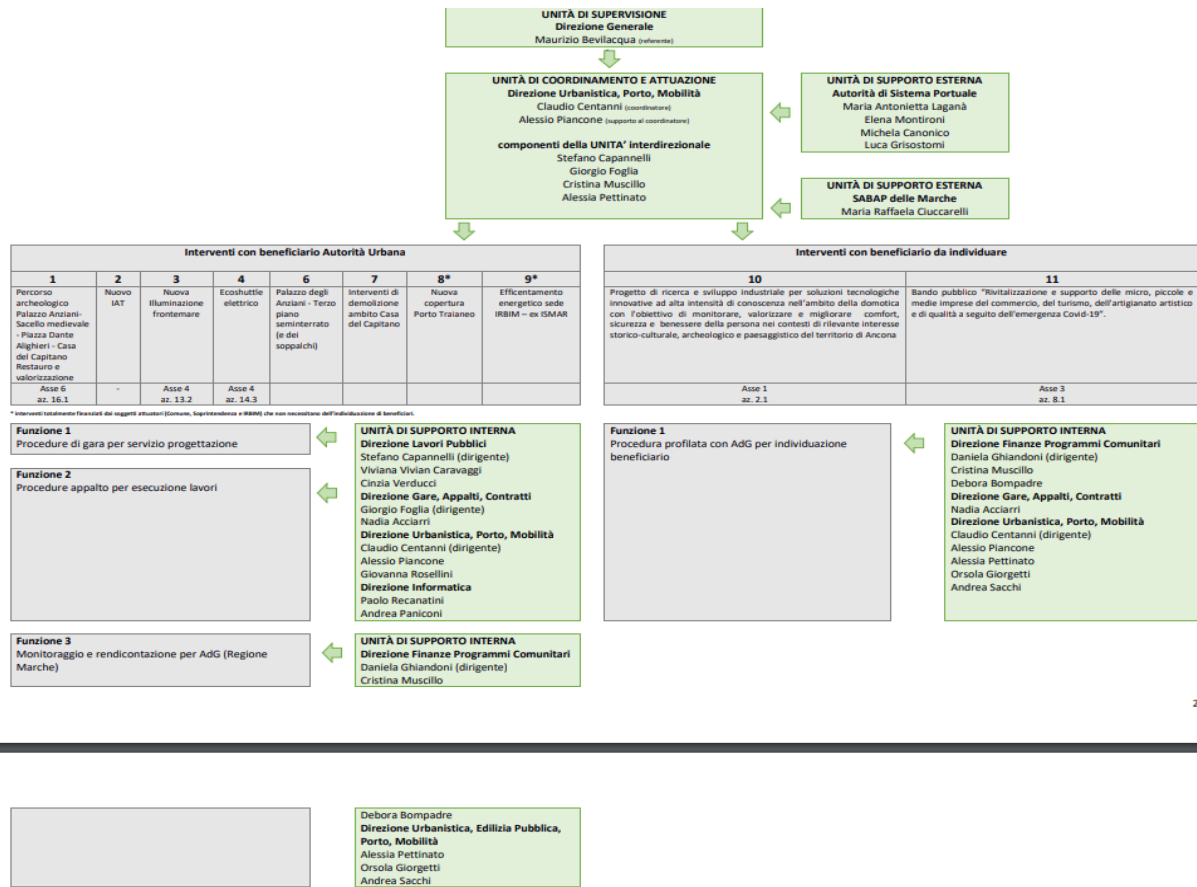 UNITÀ DI SUPERVISIONE
Direzione Generale
Maurizio Bevilacqua (referente)
UNITÀ DI COORDINAMENTO E ATTUAZIONE
Direzione Urbanistica, Porto, Mobilità
Claudio Centanni (coordinatore)
Alessio Piancone (supporto al coordinatore)
componenti della UNITA' interdirezionale
Stefano Capannelli
Giorgio Foglia
Cristina Muscillo
Alessia Pettinato
UNITÀ DI SUPPORTO ESTERNA
Autorità di Sistema Portuale
Maria Antonietta Laganà
Elena Montironi
Michela Canonico
Luca Grisostomi
UNITÀ DI SUPPORTO ESTERNA
SABAP delle Marche
Maria Raffaela Ciuccarelli
Interventi con beneficiario Autorità Urbana
1
Percorso
archeologico
Palazzo Anziani-
Sacello medievale
- Piazza Dante
Alighieri - Casa
del Capitano
Restauro e
valorizzazione
Asse 6
az. 16.1
2
Nuovo
IAT
-
3
Nuova
Illuminazione
frontemare
Asse 4
az. 13.2
4
Ecoshuttle
elettrico
Asse 4
az. 14.3
6
Palazzo degli
Anziani - Terzo
piano
seminterrato
(e dei
soppalchi)
7
Interventi di
demolizione
ambito Casa
del Capitano
8*
Nuova
copertura
Porto Traianeo
9*
Efficentamento
energetico sede
IRBIM – ex ISMAR
* interventi totalmente finanziati dai soggetti attuatori (Comune, Soprintendenza e IRBIM) che non necessitano dell'individuazione di beneficiari.
Interventi con beneficiario da individuare
10
Progetto di ricerca e sviluppo industriale per soluzioni tecnologiche
innovative ad alta intensità di conoscenza nell'ambito della domotica
con l'obiettivo di monitorare, valorizzare e migliorare comfort,
sicurezza e benessere della persona nei contesti di rilevante interesse
storico-culturale, archeologico e paesaggistico del territorio di Ancona
Asse 1
az. 2.1
11
Bando pubblico "Rivitalizzazione e supporto delle micro, piccole e
medie imprese del commercio, del turismo, dell'artigianato artistico
e di qualità a seguito dell'emergenza Covid-19".
Asse 3
az. 8.1
Funzione 1
Procedure di gara per servizio progettazione
Funzione 2
Procedure appalto per esecuzione lavori
UNITÀ DI SUPPORTO INTERNA
Direzione Lavori Pubblici
Stefano Capannelli (dirigente)
Viviana Vivian Caravaggi
Cinzia Verducci
Direzione Gare, Appalti, Contratti
Giorgio Foglia (dirigente)
Nadia Acciarri
Direzione Urbanistica, Porto, Mobilità
Claudio Centanni (dirigente)
Alessio Piancone
Giovanna Rosellini
Direzione Informatica
Paolo Recanatini
Andrea Paniconi
Funzione 1
Procedura profilata con AdG per individuazione
beneficiario
UNITÀ DI SUPPORTO INTERNA
Direzione Finanze Programmi Comunitari
Daniela Ghiandoni (dirigente)
Cristina Muscillo
Debora Bompadre
Direzione Gare, Appalti, Contratti
Nadia Acciarri
Direzione Urbanistica, Porto, Mobilità
Claudio Centanni (dirigente)
Alessio Piancone
Alessia Pettinato
Orsola Giorgetti
Andrea Sacchi
Funzione 3
Monitoraggio e rendicontazione per AdG (Regione
Marche)
UNITÀ DI SUPPORTO INTERNA
Direzione Finanze Programmi Comunitari
Daniela Ghiandoni (dirigente)
Cristina Muscillo
2
Debora Bompadre
Direzione Urbanistica, Edilizia Pubblica,
Porto, Mobilità
Alessia Pettinato
Orsola Giorgetti
Andrea Sacchi